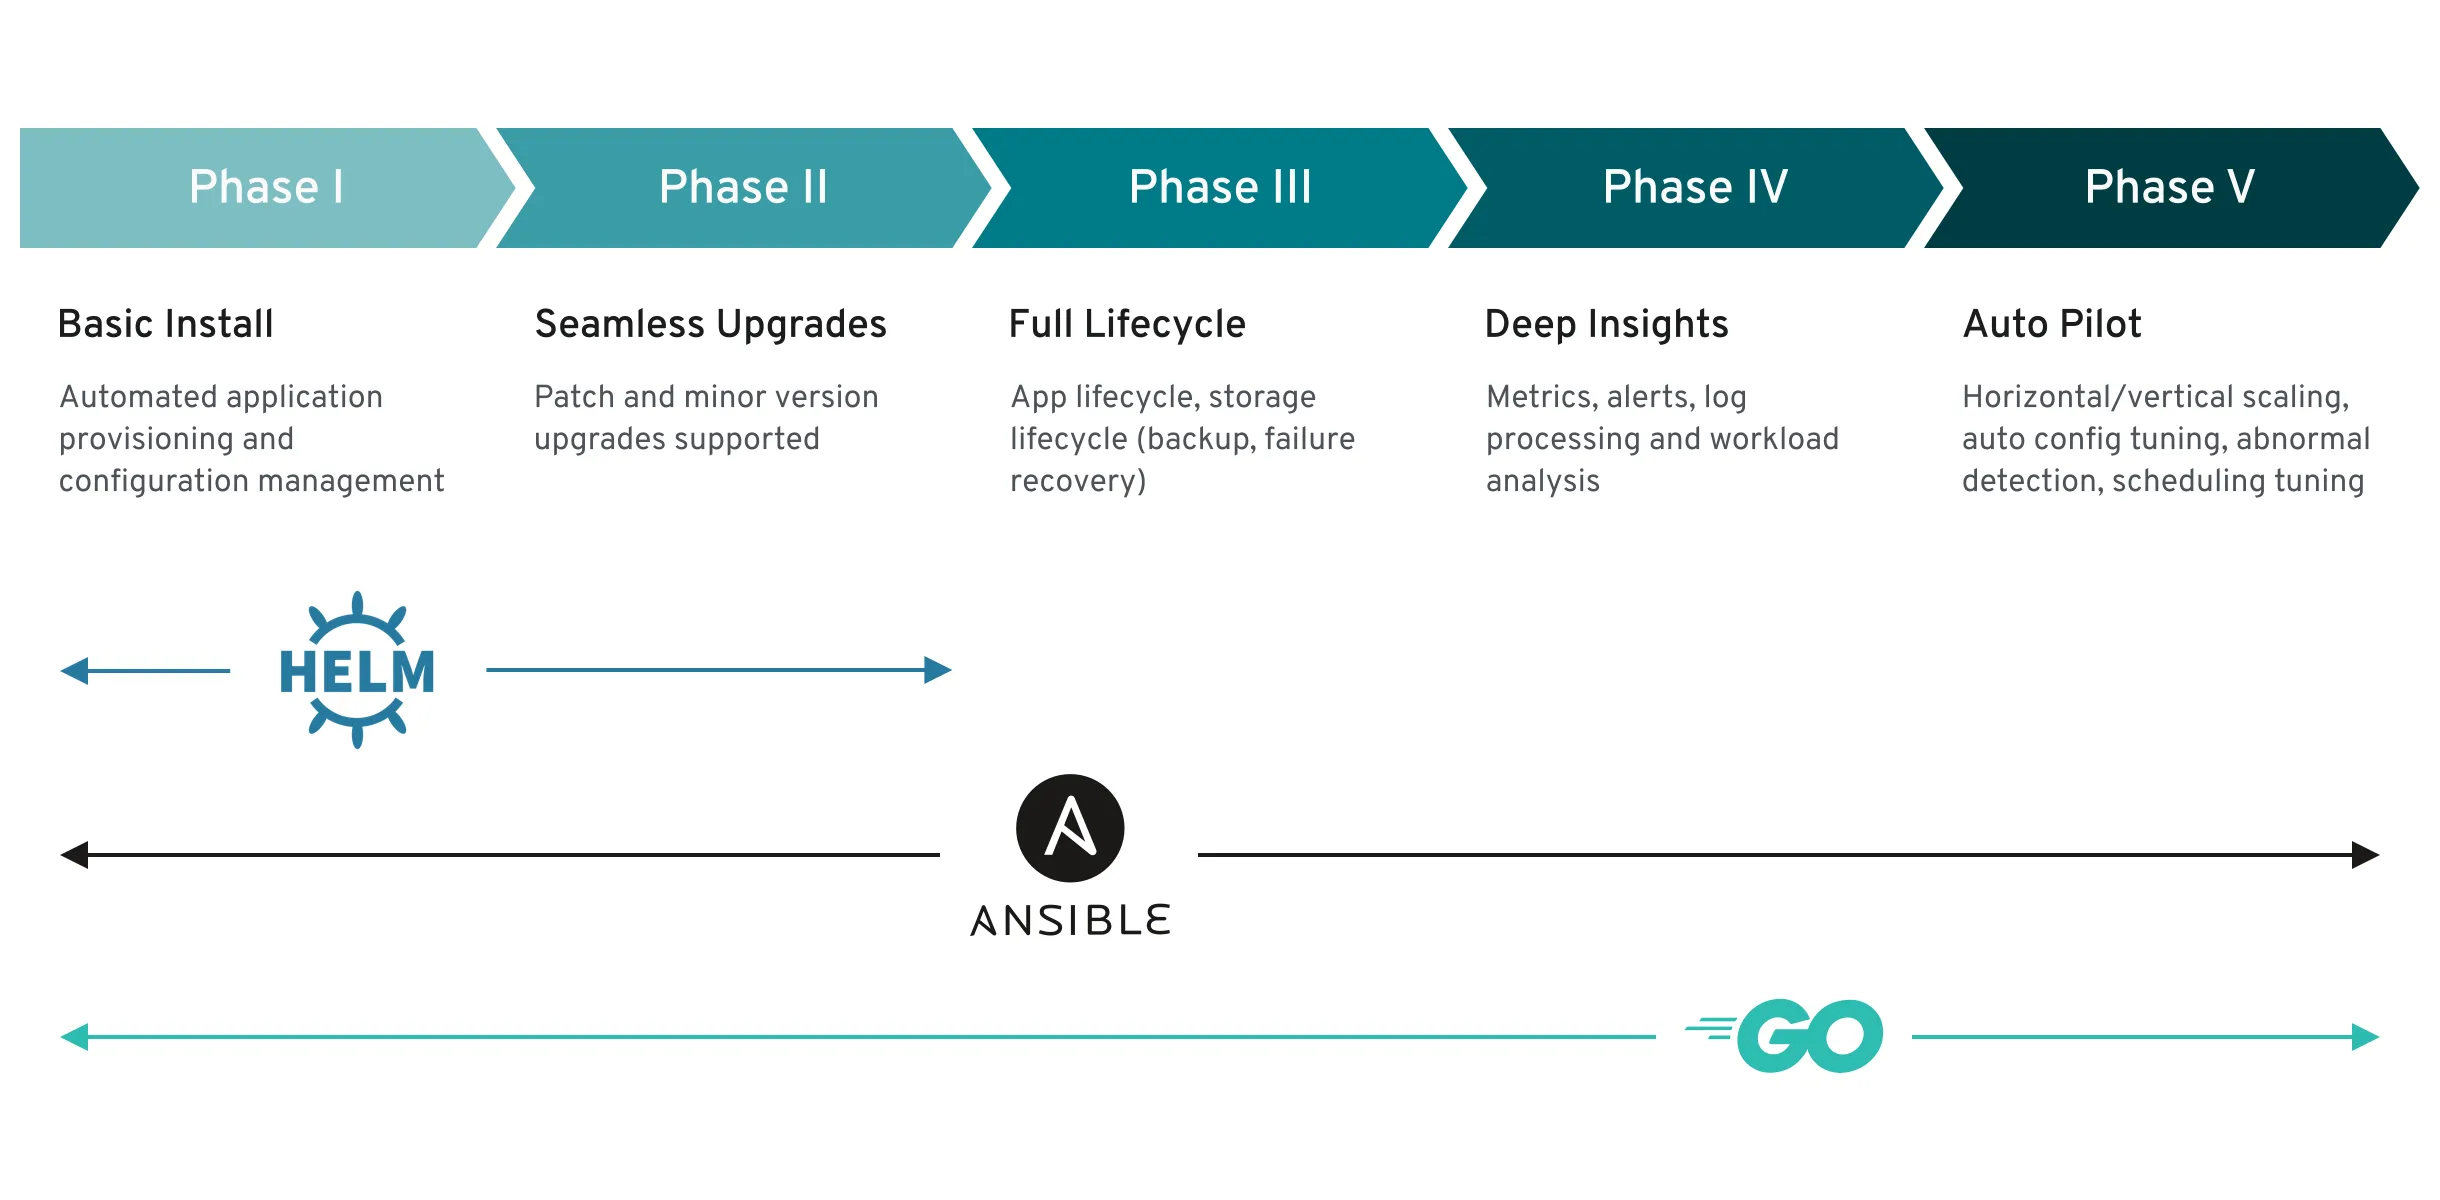 Phase I
Phase II
Phase III
Phase IV
Phase V
Basic Install
Automated application
provisioning and
configuration management
Seamless Upgrades
Patch and minor version
upgrades supported
Full Lifecycle
App lifecycle, storage
lifecycle (backup, failure
recovery)
Deep Insights
Metrics, alerts, log
processing and workload
analysis
Auto Pilot
Horizontal/vertical scaling,
auto config tuning, abnormal
detection, scheduling tuning
HELM
A
ANSIBLE
GO